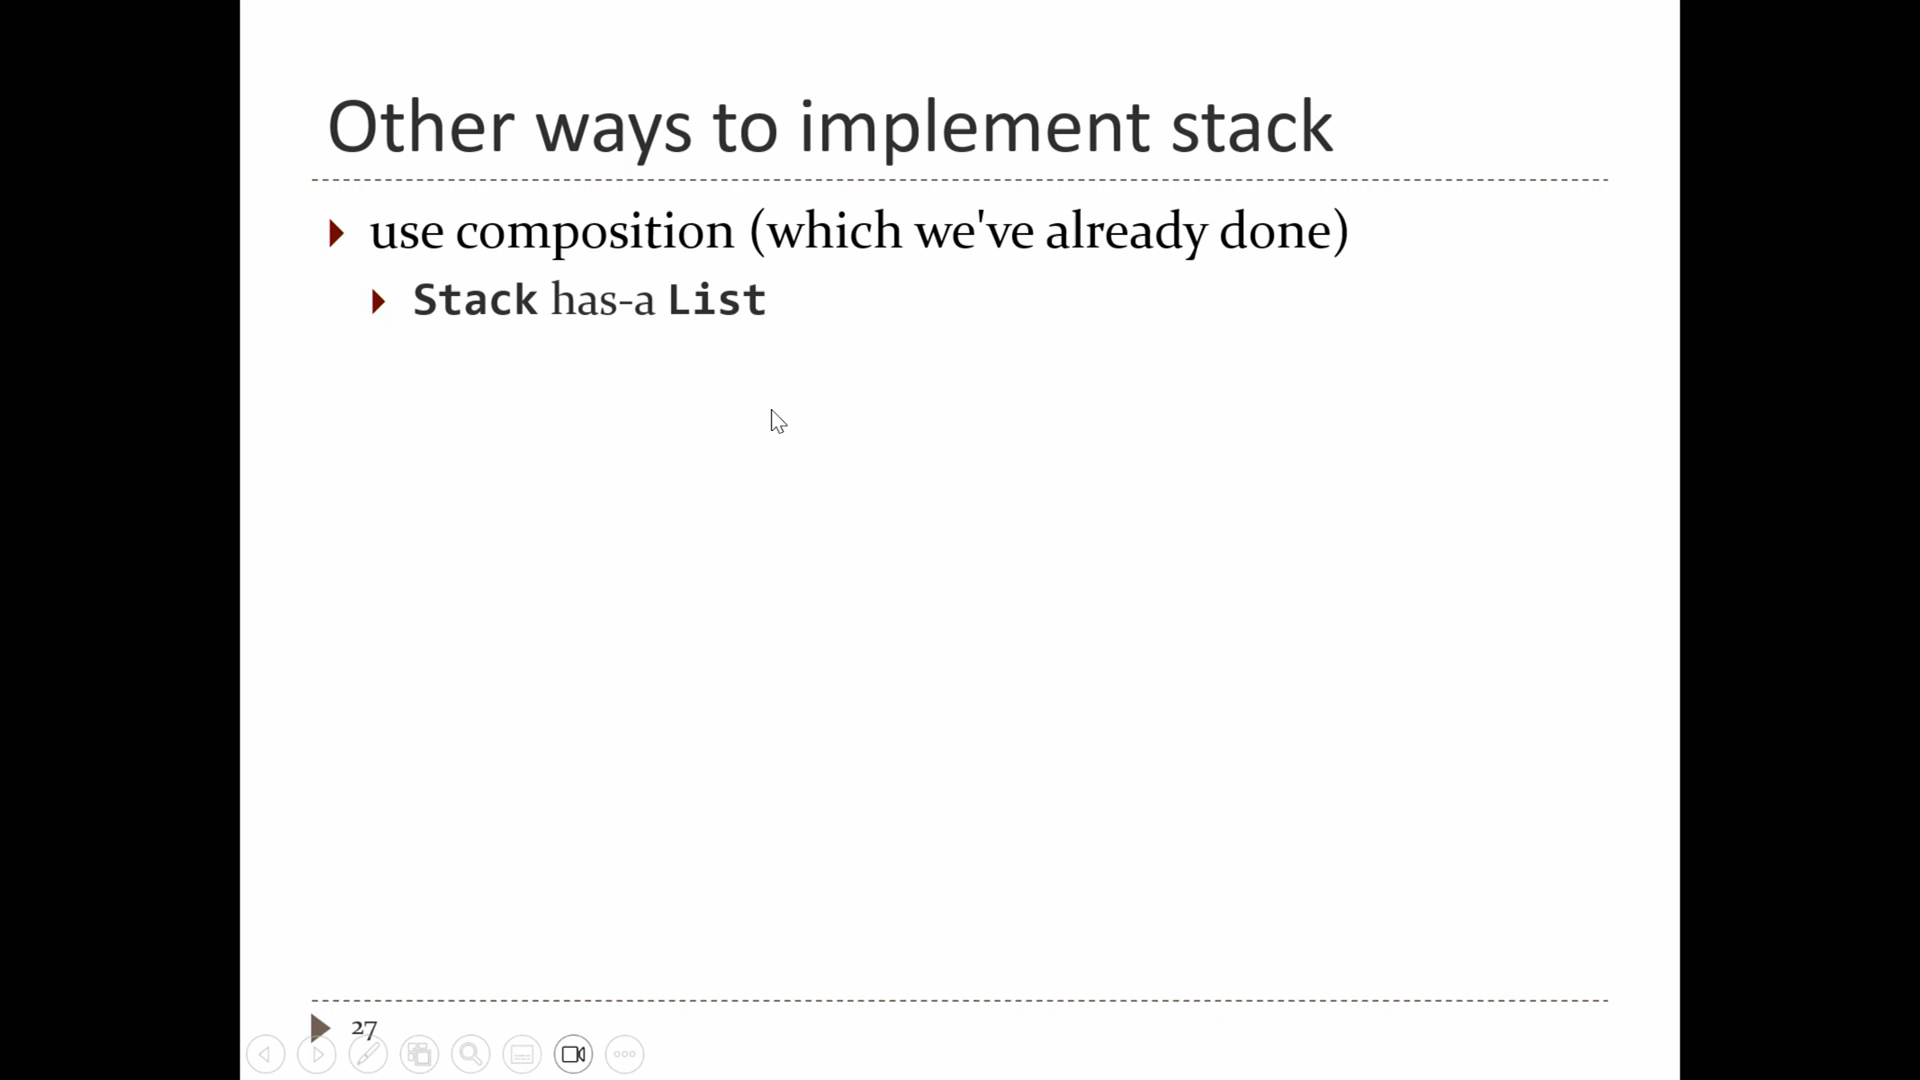 Other ways to implement stack
use composition (which we've already done)
Stack has-a List
27